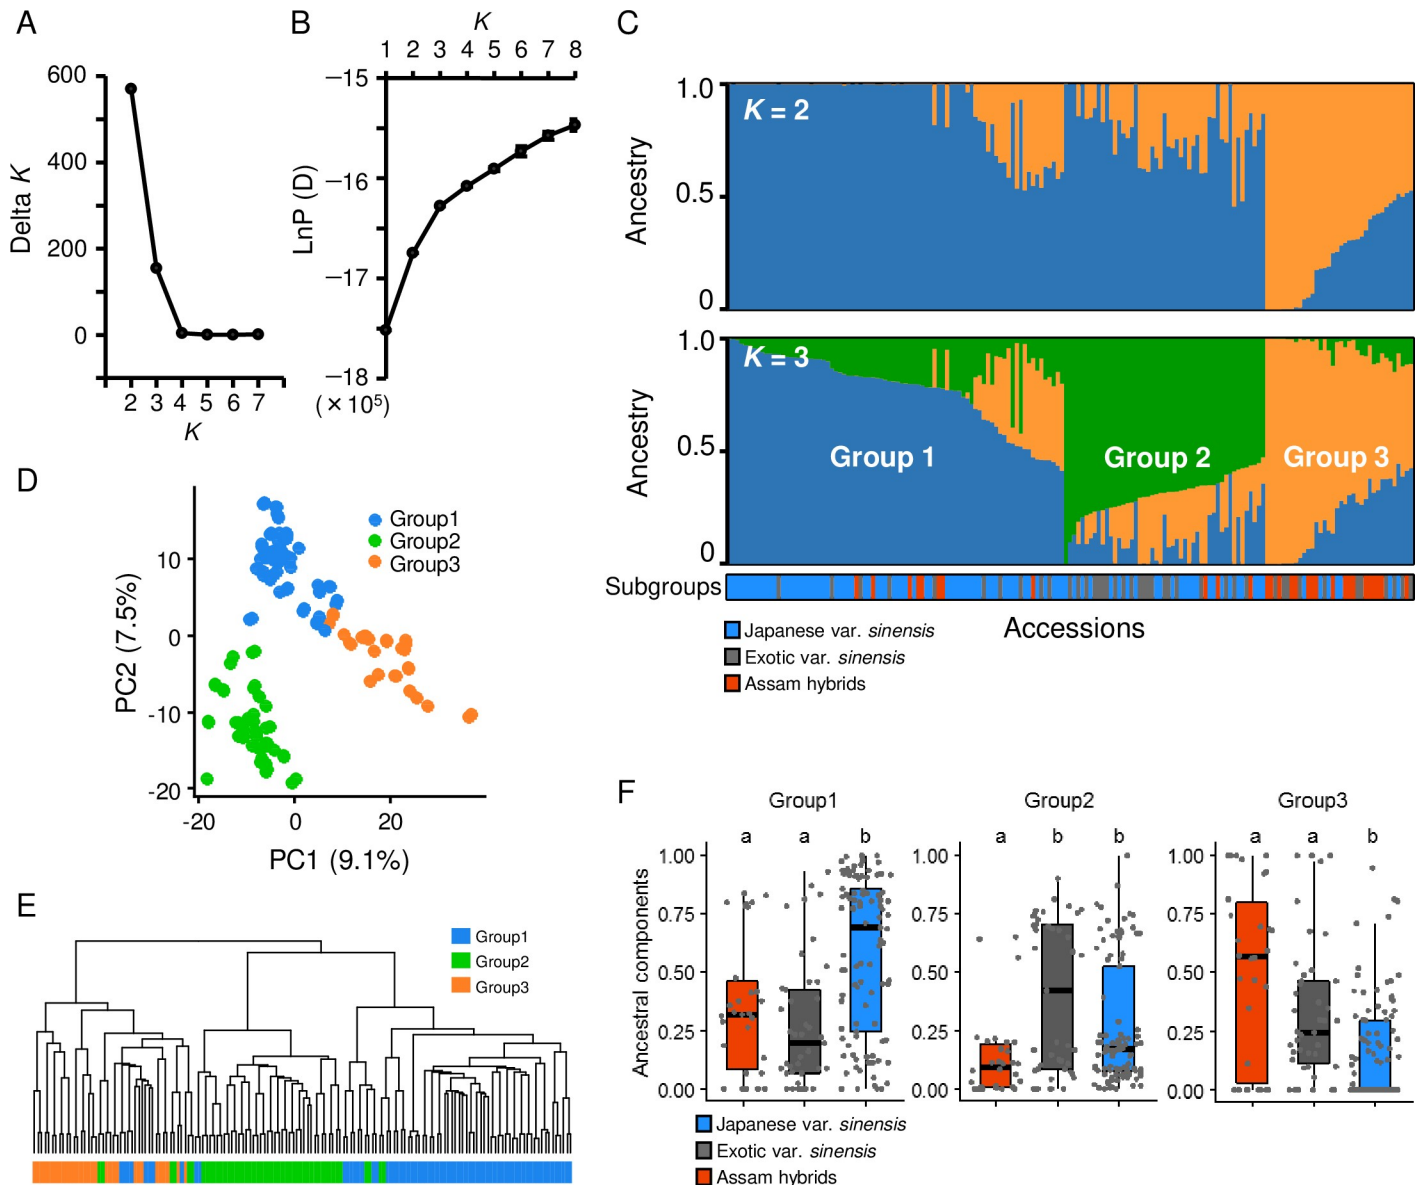 A
Delta K
600
400
200
0
2 3 4 5 6 7
K
B
K
1 2 3 4 5 6 7 8
LnP (D)
−15
−16
−17
−18
(×10⁵)
C
Ancestry
1.0
0.5
0
K = 2
Ancestry
1.0
0.5
0
K = 3
Group 1
Group 2
Group 3
Subgroups
Accessions
Japanese var. sinensis
Exotic var. sinensis
Assam hybrids
D
PC2 (7.5%)
10
0
-10
-20
-20 0 20
PC1 (9.1%)
Group1
Group2
Group3
E
Group1
Group2
Group3
F
Ancestral components
Group1
a a b
1.00
0.75
0.50
0.25
0.00
Group2
a b b
1.00
0.75
0.50
0.25
0.00
Group3
a a b
1.00
0.75
0.50
0.25
0.00
Japanese var. sinensis
Exotic var. sinensis
Assam hybrids